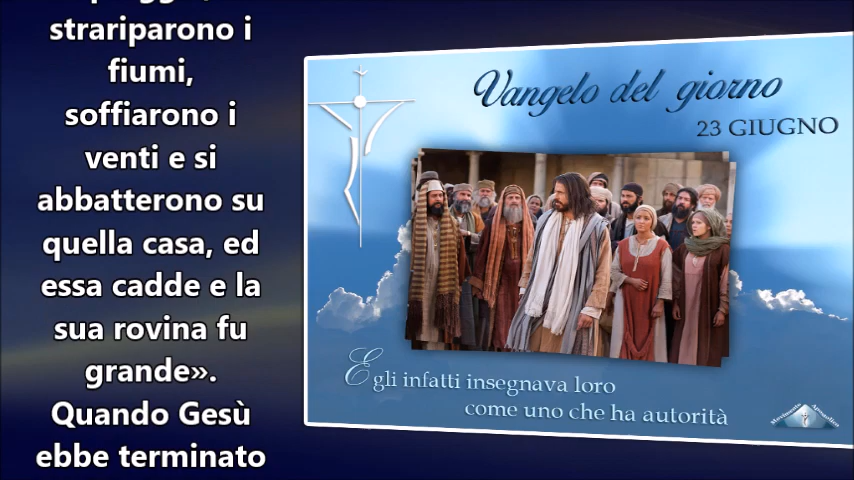 strariparono i
fiumi,
soffiarono i
venti e si
abbatterono su
quella casa, ed
essa cadde e la
sua rovina fu
grande».
Quando Gesù
ebbe terminato
Vangelo del giorno
23 GIUGNO
Egli infatti insegnava loro
come uno che ha autorità